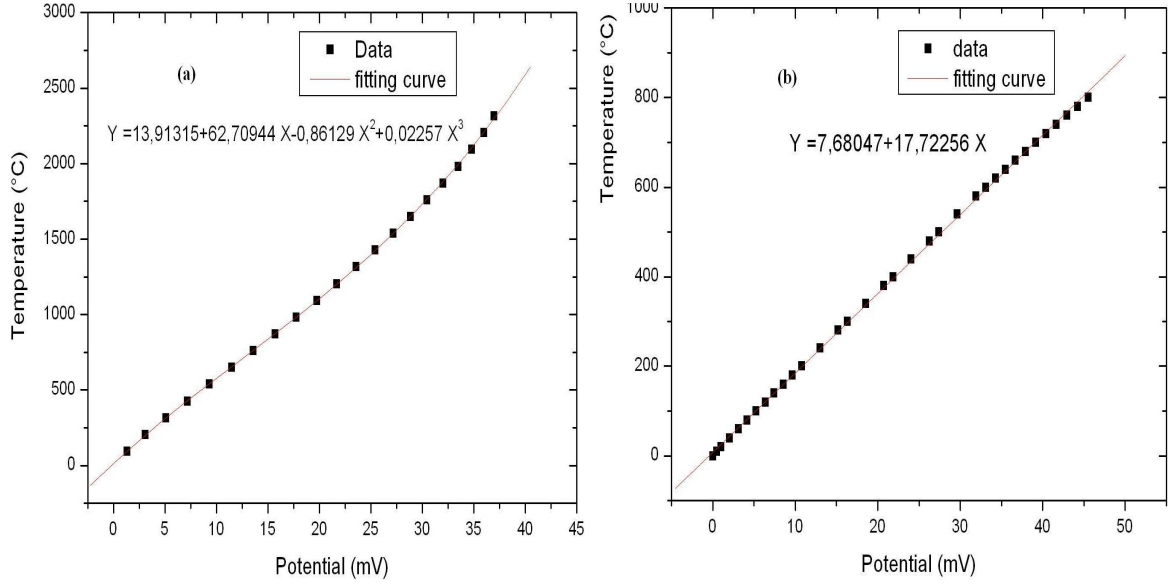 3000
2500
2000
1500
1000
500
0
Temperature (°C)
(a)
Data
fitting curve
Y =13,91315+62,70944 X-0,86129 X²+0,02257 X³
0 5 10 15 20 25 30 35 40 45
Potential (mV)
1000
800
600
400
200
0
Temperature (°C)
(b)
data
fitting curve
Y =7,68047+17,72256 X
0 10 20 30 40 50
Potential (mV)